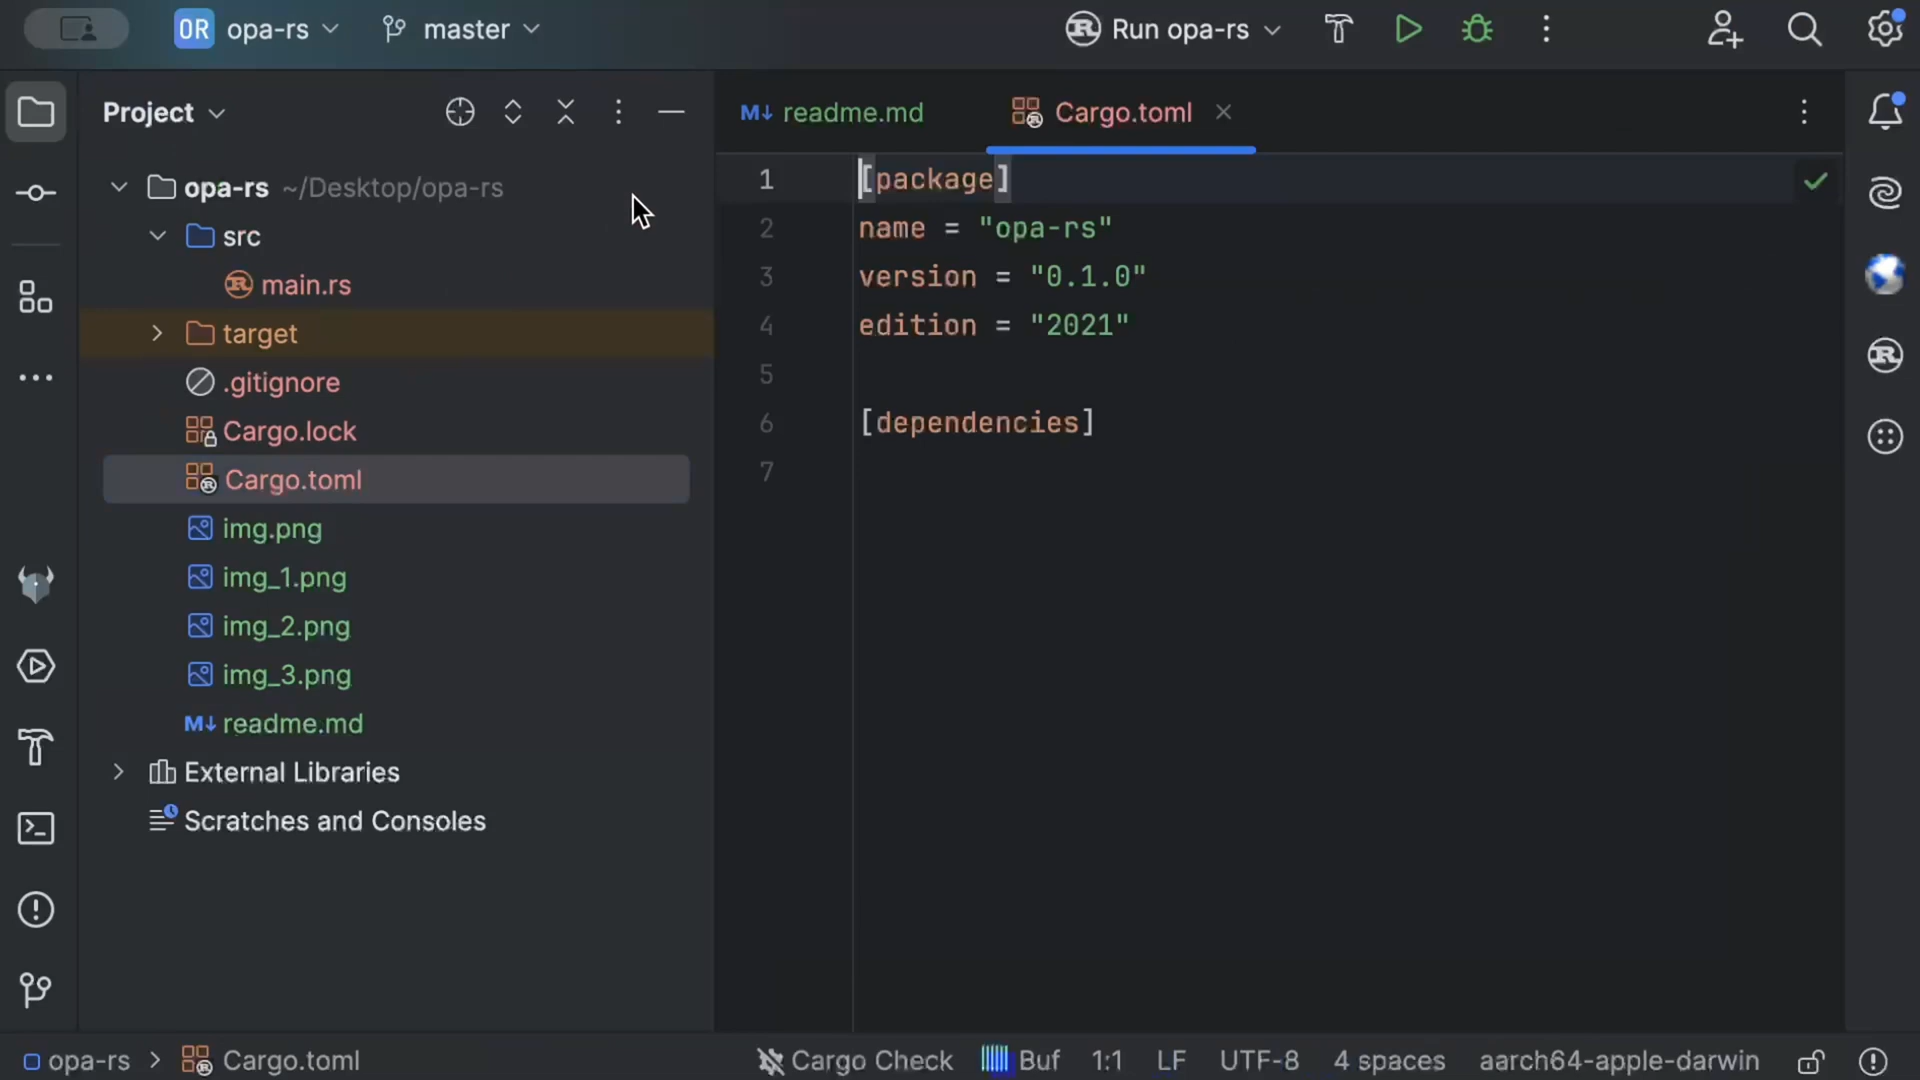 OR opa-rs master Run opa-rs
Project
M↓ readme.md Cargo.toml
opa-rs ~/Desktop/opa-rs
src
main.rs
target
.gitignore
Cargo.lock
Cargo.toml
img.png
img_1.png
img_2.png
img_3.png
M↓ readme.md
External Libraries
Scratches and Consoles
1 [package]
2 name = "opa-rs"
3 version = "0.1.0"
4 edition = "2021"
5
6 [dependencies]
7
opa-rs > Cargo.toml Cargo Check Buf 1:1 LF UTF-8 4 spaces aarch64-apple-darwin